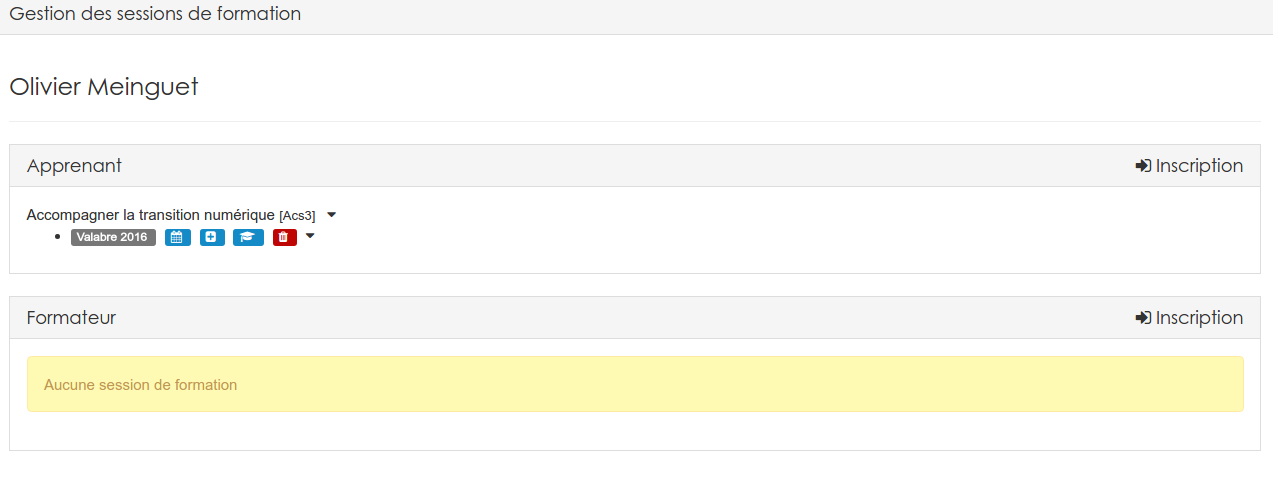 Gestion des sessions de formation
Olivier Meinguet
Apprenant
Inscription
Accompagner la transition numérique [Acs3]
Valabre 2016
Formateur
Inscription
Aucune session de formation